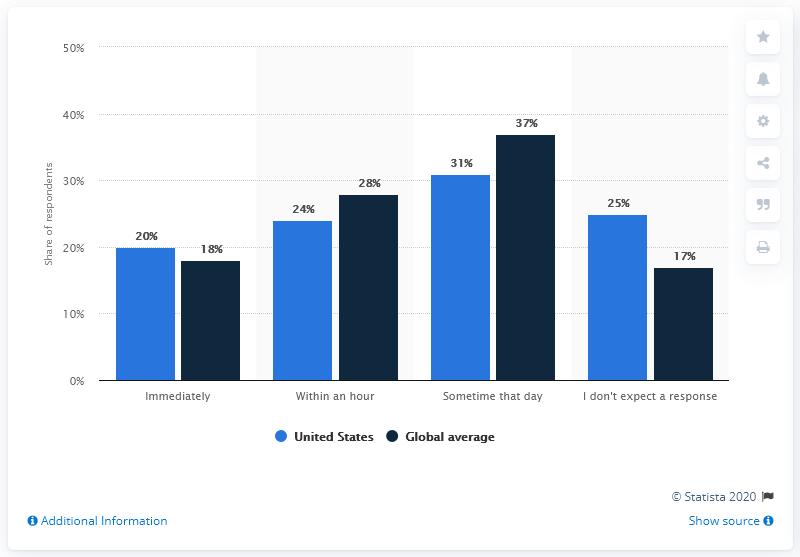 50%
40%
30%
20%
10%
0%
Share of respondents
20%
18%
24%
28%
31%
37%
25%
17%
Immediately
Within an hour
Sometime that day
I don't expect a response
United States
Global average
© Statista 2020
Additional Information
Show source